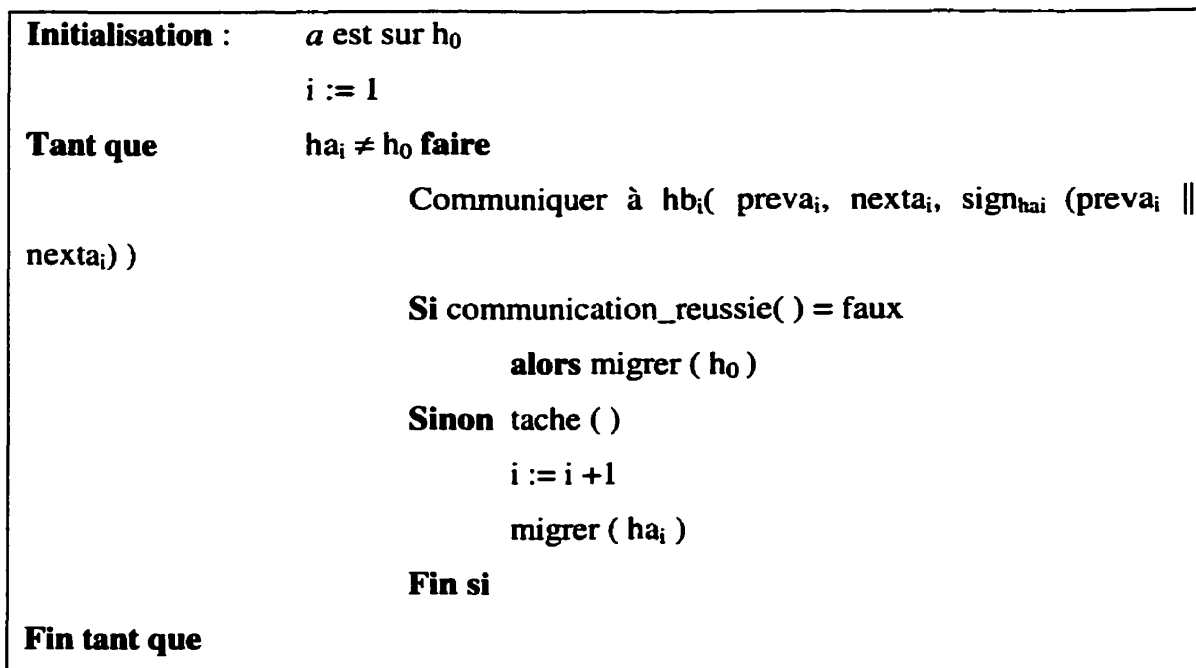 Initialisation : a est sur h₀
i := 1
Tant que haᵢ ≠ h₀ faire
Communiquer à hbᵢ( prevaᵢ, nextaᵢ, signₕₐᵢ (prevaᵢ ||
nextaᵢ) )
Si communication_reussie( ) = faux
alors migrer ( h₀ )
Sinon tache ( )
i := i +1
migrer ( haᵢ )
Fin si
Fin tant que